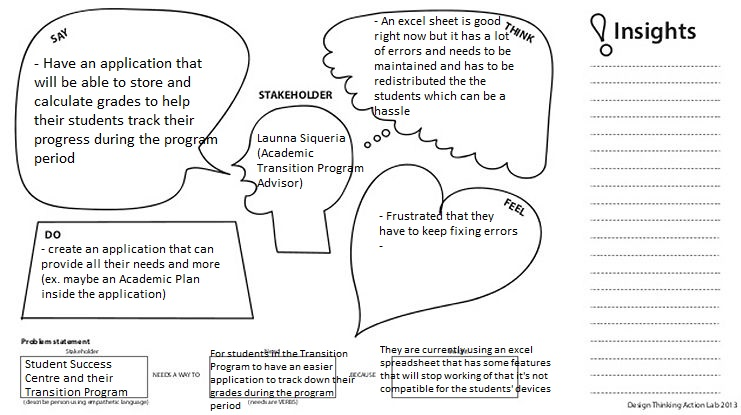 SAY
- Have an application that
will be able to store and
calculate grades to help
their students track their
progress during the program
period
- An excel sheet is good
right now but it has a lot
of errors and needs to be
maintained and has to be
redistributed the the
students which can be a
hassle
THINK
Insights
STAKEHOLDER
Launna Siqueria
(Academic
Transition Program
Advisor)
FEEL
- Frustrated that they
have to keep fixing errors
-
DO
- create an application that can
provide all their needs and more
(ex. maybe an Academic Plan
inside the application)
Problem statement
Stakeholder
Student Success
Centre and their
Transition Program
(describe person using empathetic language)
NEEDS A WAY TO
For students in the Transition
Program to have an easier
application to track down their
grades during the program
period
(needs are VERBS)
BECAUSE
They are currently using an excel
spreadsheet that has some features
that will stop working of that it's not
compatible for the students' devices
Design Thinking Action Lab 2013